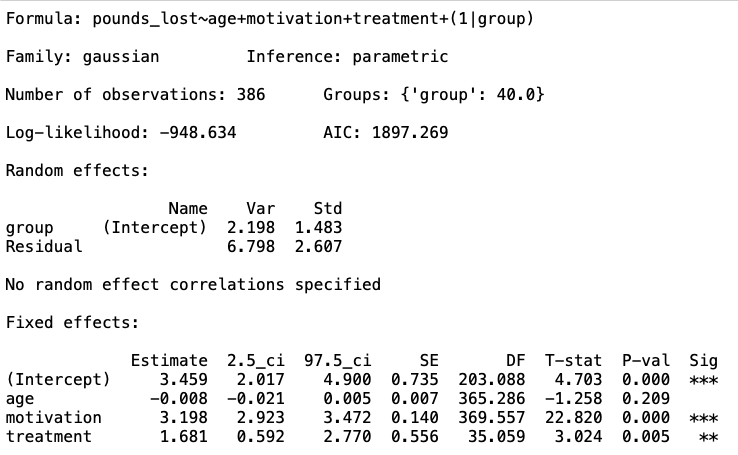 Formula: pounds_lost~age+motivation+treatment+(1|group)
Family: gaussian Inference: parametric
Number of observations: 386 Groups: {'group': 40.0}
Log-likelihood: -948.634 AIC: 1897.269
Random effects:
Name Var Std
group (Intercept) 2.198 1.483
Residual 6.798 2.607
No random effect correlations specified
Fixed effects:
Estimate 2.5_ci 97.5_ci SE DF T-stat P-val Sig
(Intercept) 3.459 2.017 4.900 0.735 203.088 4.703 0.000 ***
age -0.008 -0.021 0.005 0.007 365.286 -1.258 0.209
motivation 3.198 2.923 3.472 0.140 369.557 22.820 0.000 ***
treatment 1.681 0.592 2.770 0.556 35.059 3.024 0.005 **